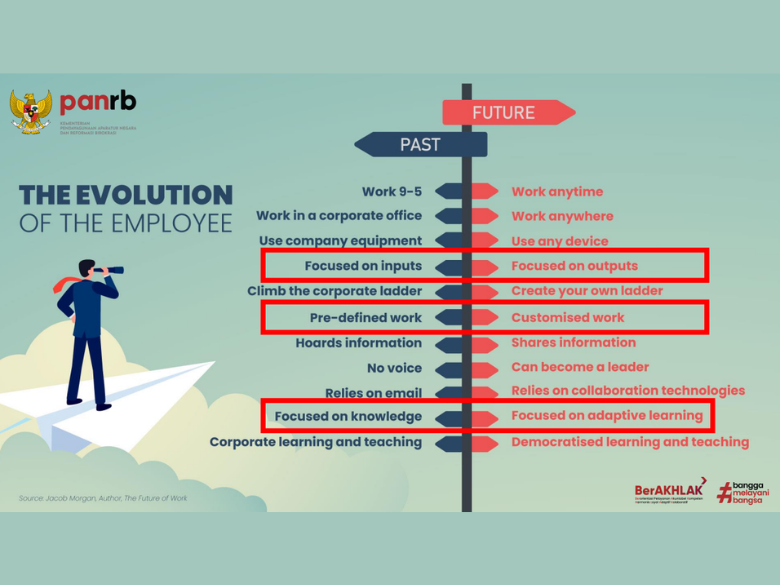 panrb
KEMENTERIAN
PENDAYAGUNAAN APARATUR NEGARA
DAN REFORMASI BIROKRASI
FUTURE
PAST
THE EVOLUTION
OF THE EMPLOYEE
Work 9-5 Work anytime
Work in a corporate office Work anywhere
Use company equipment Use any device
Focused on inputs Focused on outputs
Climb the corporate ladder Create your own ladder
Pre-defined work Customised work
Hoards information Shares information
No voice Can become a leader
Relies on email Relies on collaboration technologies
Focused on knowledge Focused on adaptive learning
Corporate learning and teaching Democratised learning and teaching
Source: Jacob Morgan, Author, The Future of Work
BerAKHLAK
#bangga
melayani
bangsa